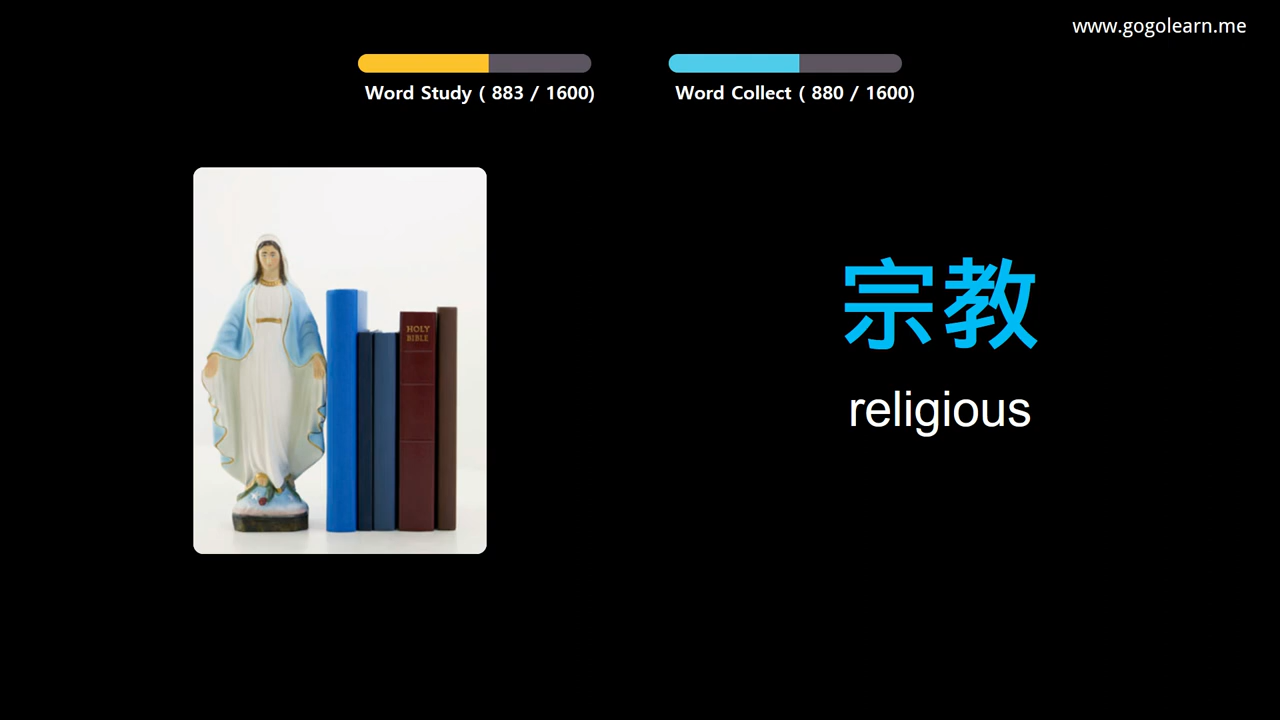 www.gogolearn.me
Word Study ( 883 / 1600)
Word Collect ( 880 / 1600)
HOLY
BIBLE
宗教
religious